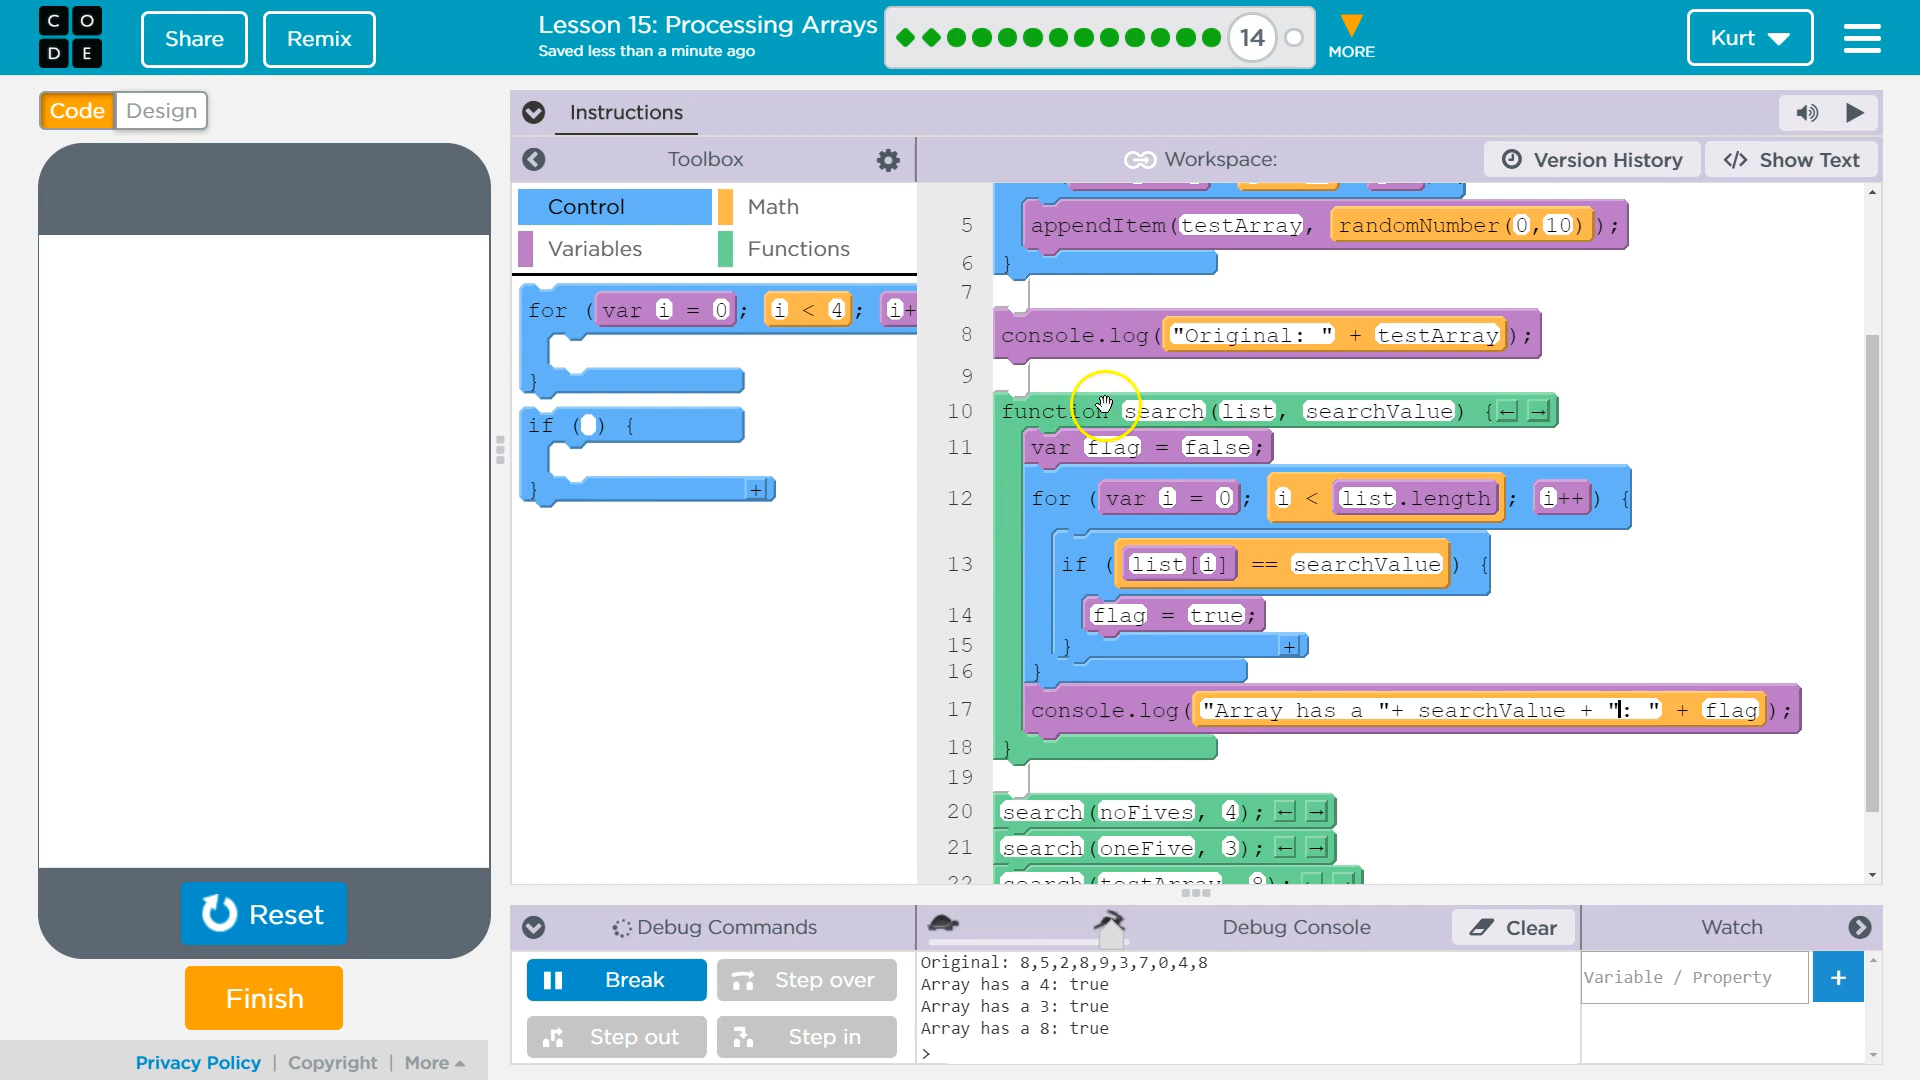 C O
D E
Share
Remix
Lesson 15: Processing Arrays
Saved less than a minute ago
14
MORE
Kurt
Code
Design
Instructions
Toolbox
Workspace:
Version History
</> Show Text
Control
Math
Variables
Functions
for (var i = 0; i < 4; i+
}
if ( ) {
} +
5 appendItem(testArray, randomNumber(0,10));
6 }
7
8 console.log("Original: " + testArray);
9
10 function search(list, searchValue) {
11 var flag = false;
12 for (var i = 0; i < list.length; i++) {
13 if (list[i] == searchValue) {
14 flag = true;
15 } +
16 }
17 console.log("Array has a "+ searchValue + ": " + flag);
18 }
19
20 search(noFives, 4);
21 search(oneFive, 3);
22 search(testArray, 8);
Reset
Finish
Privacy Policy | Copyright | More
Debug Commands
Debug Console
Clear
Watch
Break
Step over
Step out
Step in
Original: 8,5,2,8,9,3,7,0,4,8
Array has a 4: true
Array has a 3: true
Array has a 8: true
>
Variable / Property
+